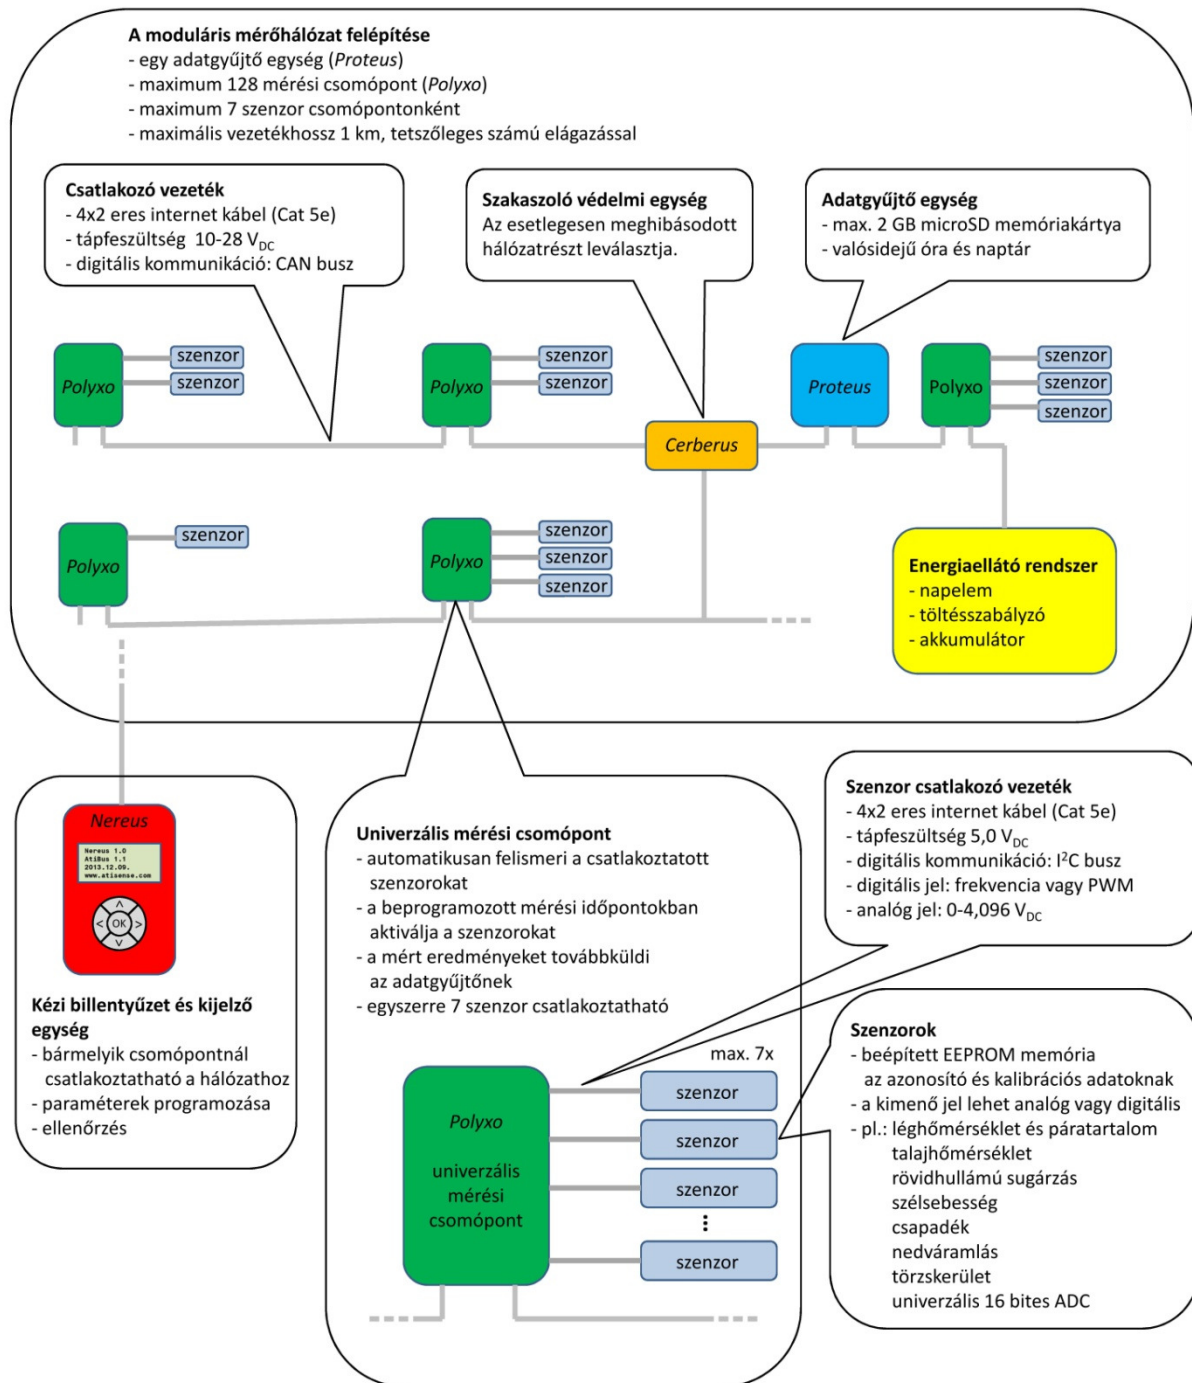 A moduláris mérőhálózat felépítése
- egy adatgyűjtő egység (Proteus)
- maximum 128 mérési csomópont (Polyxo)
- maximum 7 szenzor csomópontonként
- maximális vezetékhossz 1 km, tetszőleges számú elágazással
Csatlakozó vezeték
- 4x2 eres internet kábel (Cat 5e)
- tápfeszültség 10-28 V_DC
- digitális kommunikáció: CAN busz
Szakaszoló védelmi egység
Az esetlegesen meghibásodott
hálózatrészt leválasztja.
Adatgyűjtő egység
- max. 2 GB microSD memóriakártya
- valósidejű óra és naptár
Polyxo
szenzor
szenzor
Polyxo
szenzor
szenzor
Cerberus
Proteus
Polyxo
szenzor
szenzor
szenzor
Polyxo
szenzor
Polyxo
szenzor
szenzor
szenzor
Energiaellátó rendszer
- napelem
- töltésszabályzó
- akkumulátor
Nereus
Nereus 1.0
AtiBus 1.1
2013.12.09.
www.atisense.com
OK
Kézi billentyűzet és kijelző
egység
- bármelyik csomópontnál
csatlakoztatható a hálózathoz
- paraméterek programozása
- ellenőrzés
Univerzális mérési csomópont
- automatikusan felismeri a csatlakoztatott
szenzorokat
- a beprogramozott mérési időpontokban
aktiválja a szenzorokat
- a mért eredményeket továbbküldi
az adatgyűjtőnek
- egyszerre 7 szenzor csatlakoztatható
max. 7x
Polyxo
univerzális
mérési
csomópont
szenzor
szenzor
szenzor
szenzor
Szenzor csatlakozó vezeték
- 4x2 eres internet kábel (Cat 5e)
- tápfeszültség 5,0 V_DC
- digitális kommunikáció: I²C busz
- digitális jel: frekvencia vagy PWM
- analóg jel: 0-4,096 V_DC
Szenzorok
- beépített EEPROM memória
az azonosító és kalibrációs adatoknak
- a kimenő jel lehet analóg vagy digitális
- pl.: léghőmérséklet és páratartalom
talajhőmérséklet
rövidhullámú sugárzás
szélsebesség
csapadék
nedváramlás
törzskerület
univerzális 16 bites ADC